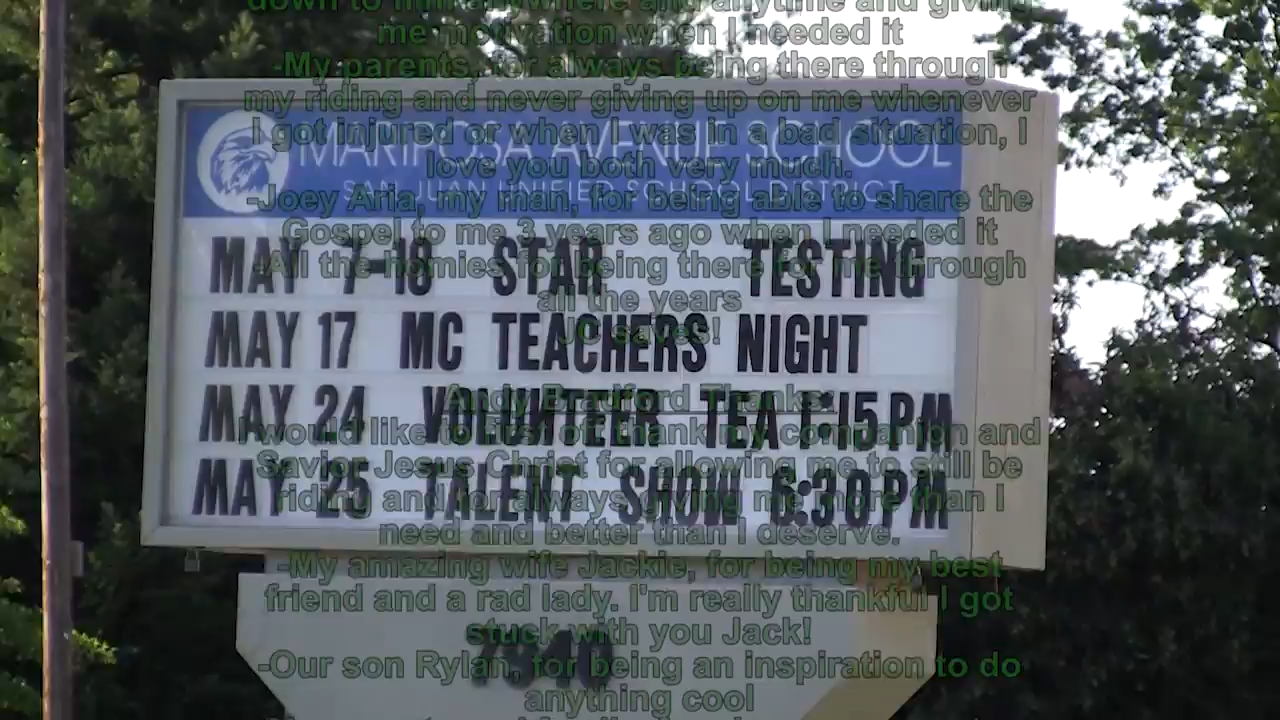 down to him anywhere and anytime and giving
me motivation when I needed it
-My parents, for always being there through
my riding and never giving up on me whenever
I got injured or when I was in a bad situation, I
love you both very much.
-Joey Aria, my man, for being able to share the
Gospel to me 3 years ago when I needed it
-All the homies for being there for me through
all the years
JC saves!
Andy Bradford Thanks:
I would like to first of thank my companion and
Savior Jesus Christ for allowing me to still be
riding and for always giving me more than I
need and better than I deserve.
-My amazing wife Jackie, for being my best
friend and a rad lady. I'm really thankful I got
stuck with you Jack!
-Our son Rylan, for being an inspiration to do
anything cool
MARIPOSA AVENUE SCHOOL
SAN JUAN UNIFIED SCHOOL DISTRICT
MAY 7-18 STAR TESTING
MAY 17 MC TEACHERS NIGHT
MAY 24 VOLUNTEER TEA 1:15 PM
MAY 25 TALENT SHOW 6:30 PM
7940